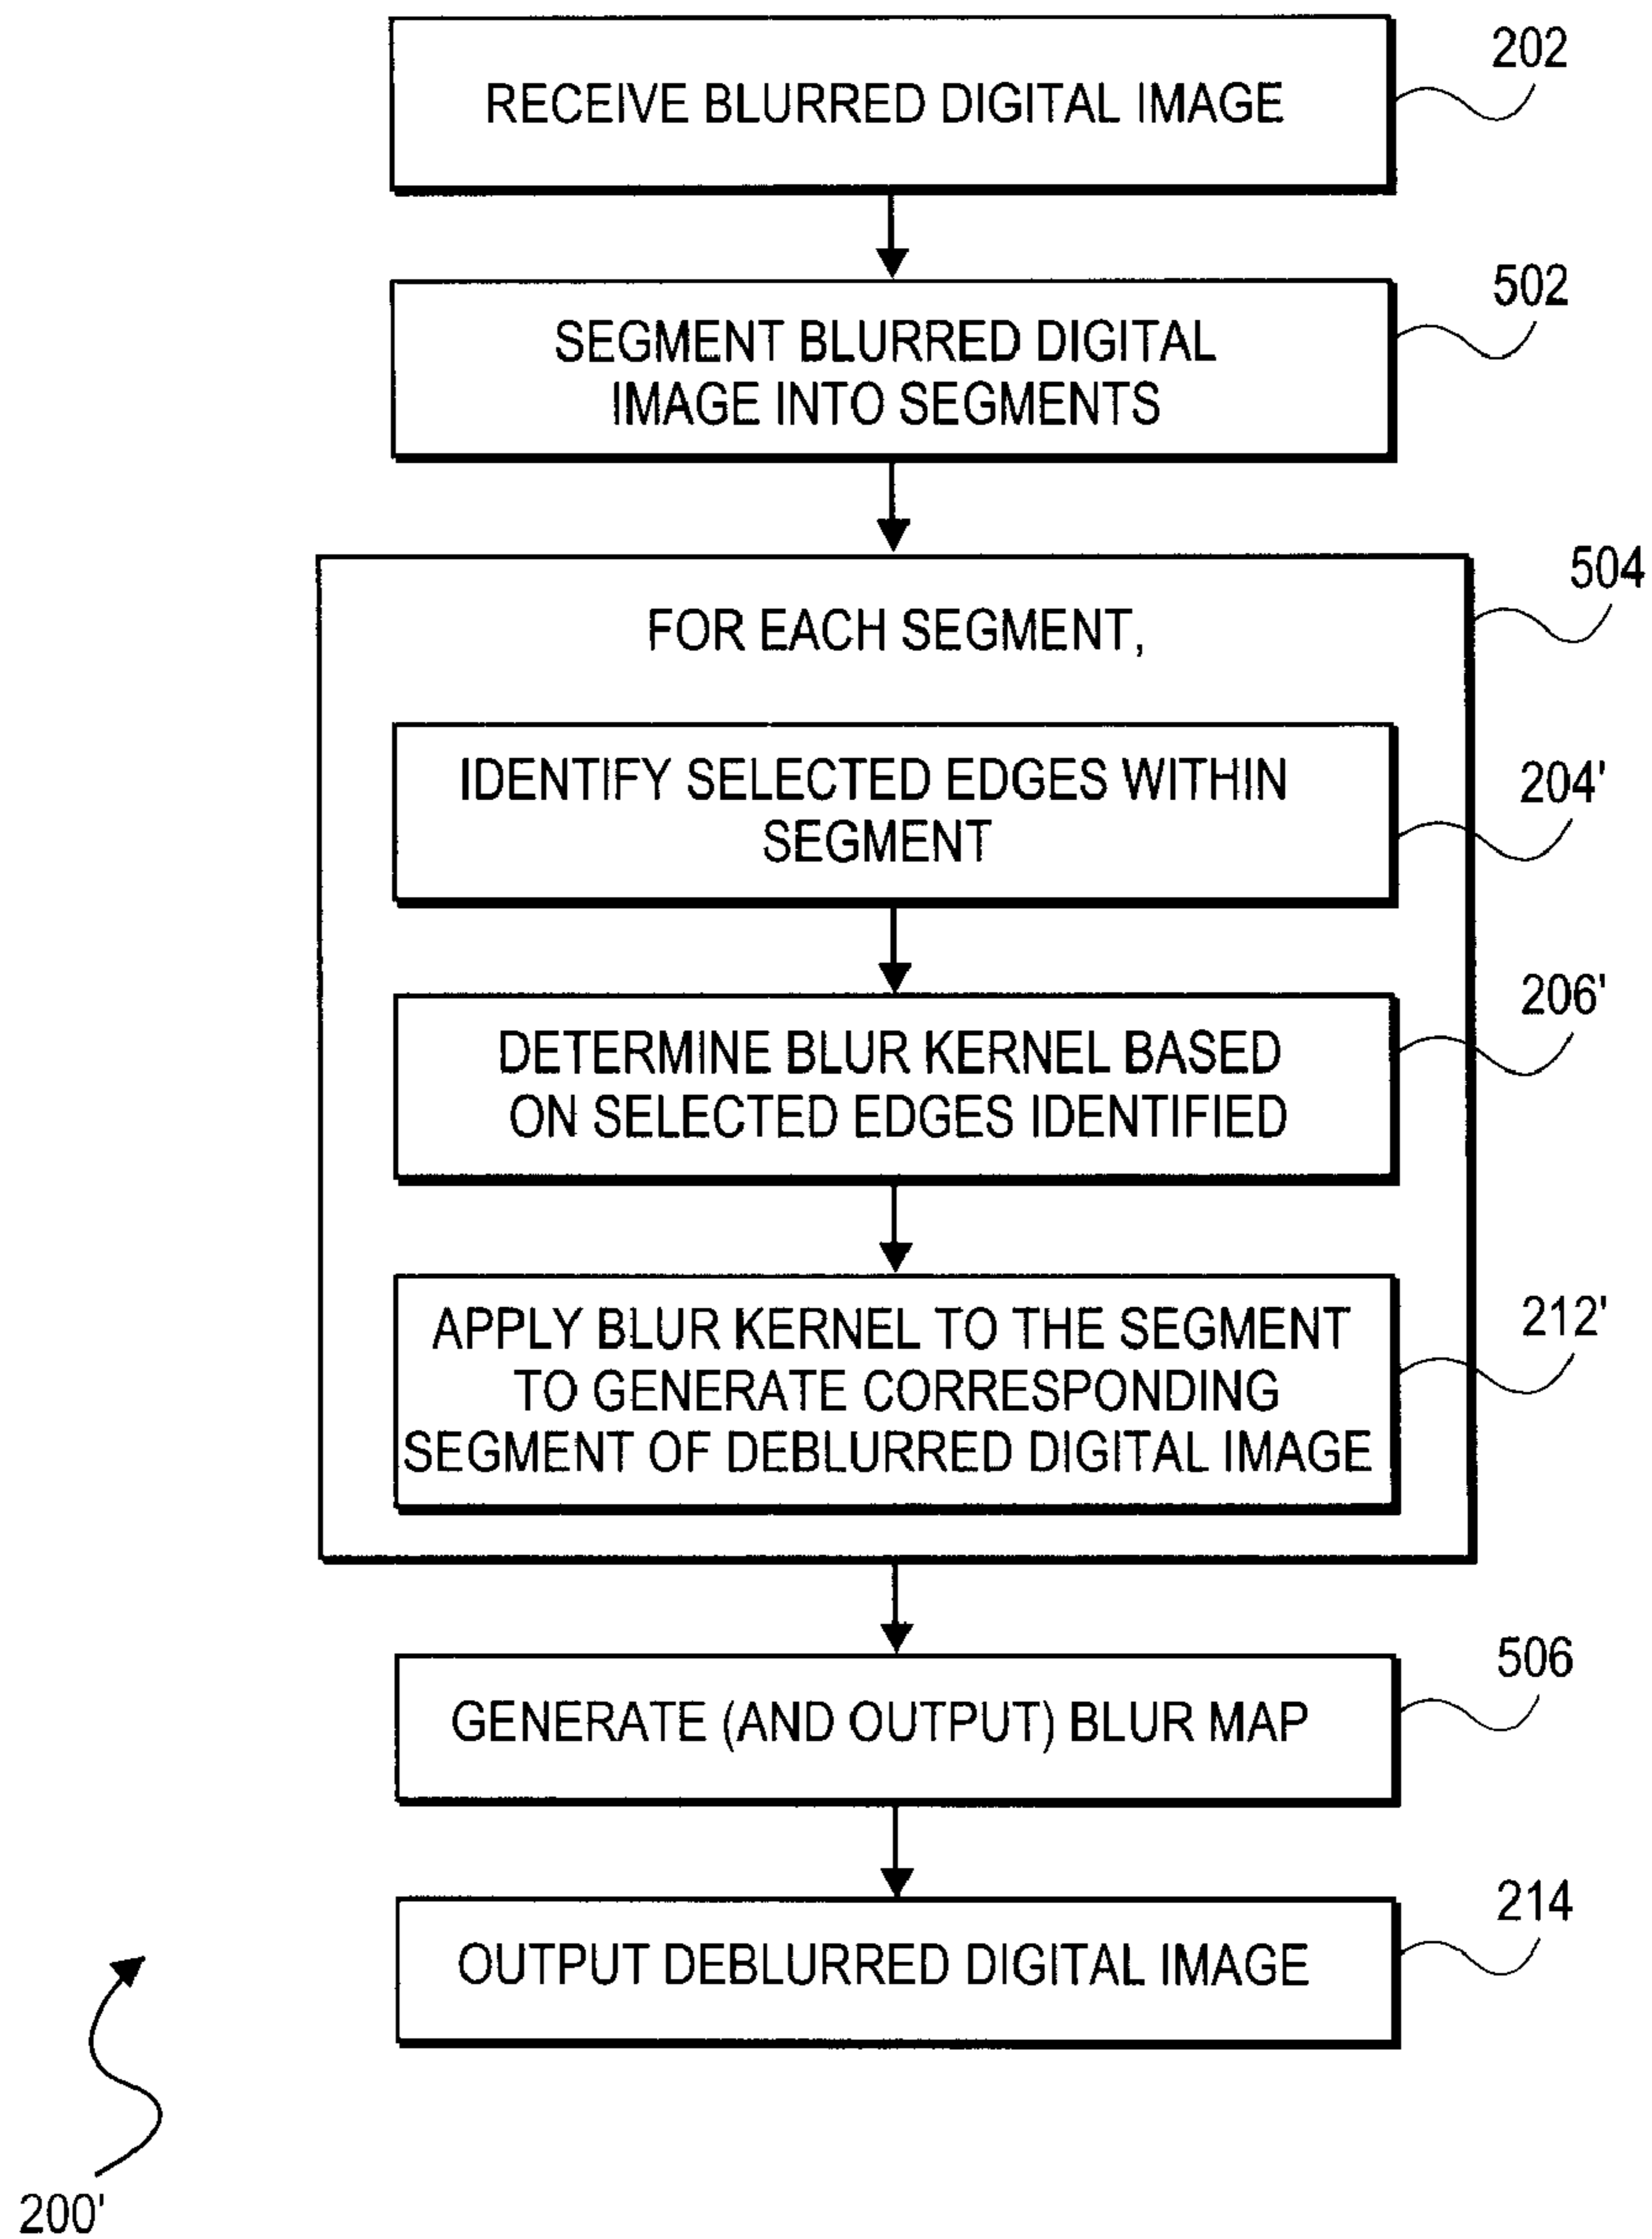 RECEIVE BLURRED DIGITAL IMAGE
202
SEGMENT BLURRED DIGITAL
IMAGE INTO SEGMENTS
502
FOR EACH SEGMENT,
504
IDENTIFY SELECTED EDGES WITHIN
SEGMENT
204'
DETERMINE BLUR KERNEL BASED
ON SELECTED EDGES IDENTIFIED
206'
APPLY BLUR KERNEL TO THE SEGMENT
TO GENERATE CORRESPONDING
SEGMENT OF DEBLURRED DIGITAL IMAGE
212'
GENERATE (AND OUTPUT) BLUR MAP
506
OUTPUT DEBLURRED DIGITAL IMAGE
214
200'